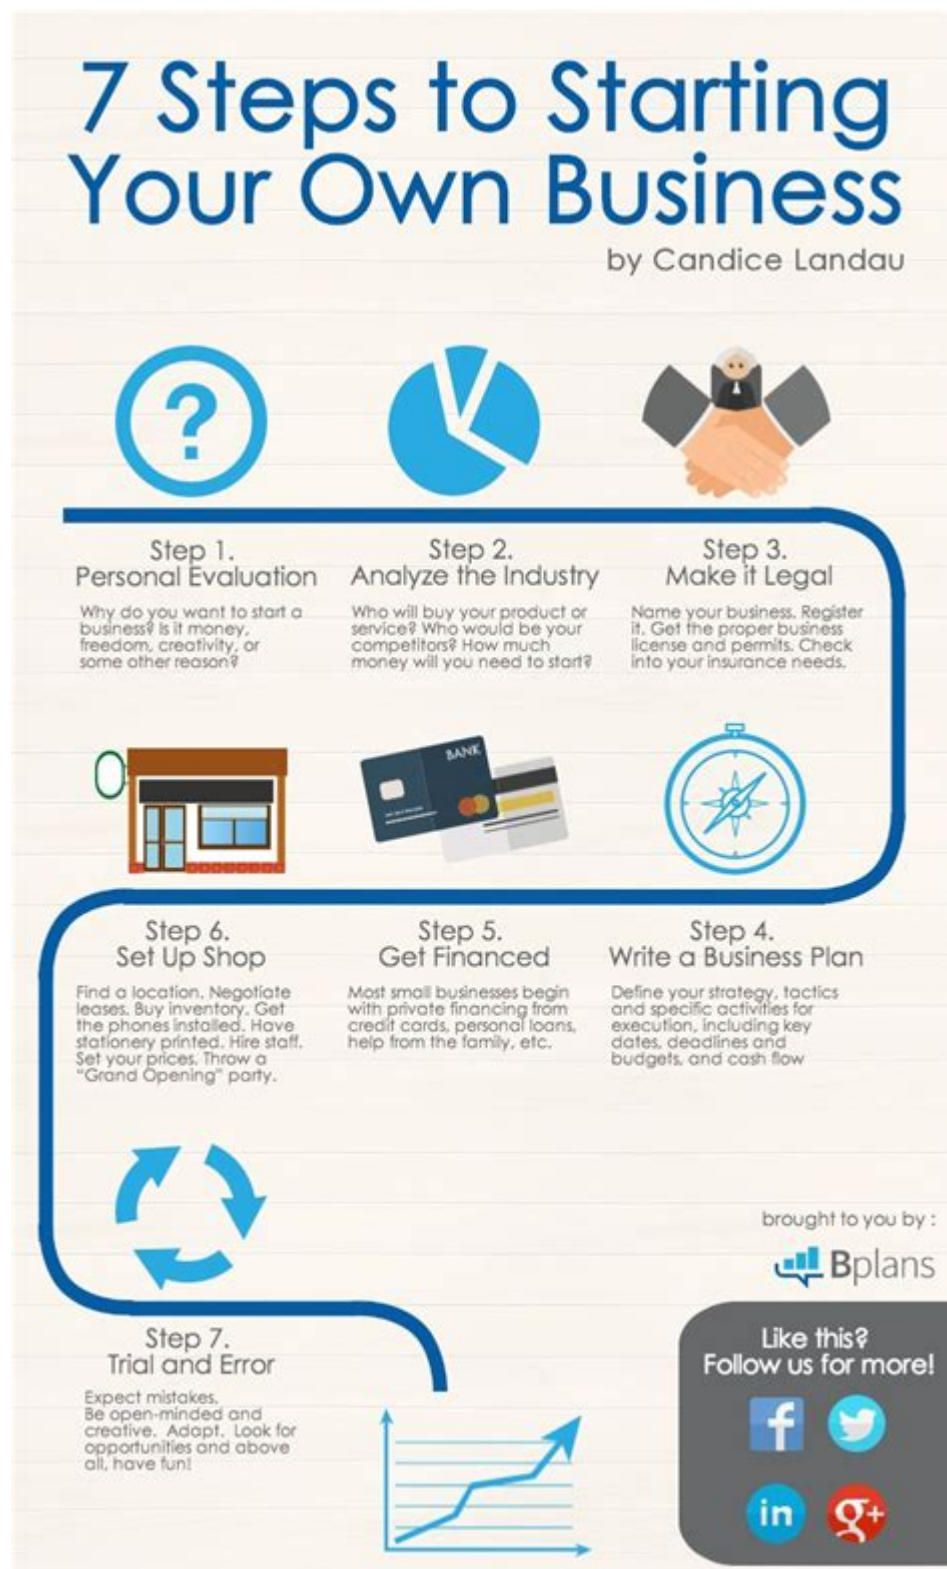 7 Steps to Starting
Your Own Business
by Candice Landau
Step 1.
Personal Evaluation
Why do you want to start a
business? Is it money,
freedom, creativity, or
some other reason?
Step 2.
Analyze the Industry
Who will buy your product or
service? Who would be your
competitors? How much
money will you need to start?
Step 3.
Make it Legal
Name your business. Register
it. Get the proper business
license and permits. Check
into your insurance needs.
BANK
Step 4.
Write a Business Plan
Define your strategy, tactics
and specific activities for
execution, including key
dates, deadlines and
budgets, and cash flow
Step 5.
Get Financed
Most small businesses begin
with private financing from
credit cards, personal loans,
help from the family, etc.
Step 6.
Set Up Shop
Find a location. Negotiate
leases. Buy inventory. Get
the phones installed. Have
stationery printed. Hire staff.
Set your prices. Throw a
"Grand Opening" party.
Step 7.
Trial and Error
Expect mistakes.
Be open-minded and
creative. Adapt. Look for
opportunities and above
all, have fun!
brought to you by :
Bplans
Like this?
Follow us for more!
f
in
g+